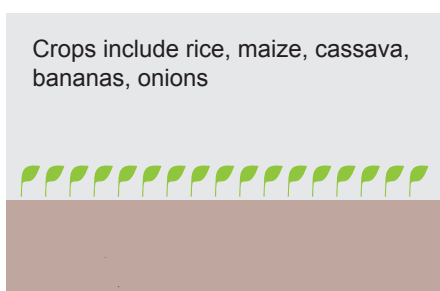 Crops include rice, maize, cassava,
bananas, onions